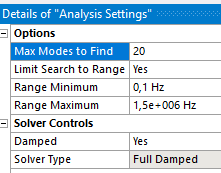 Details of "Analysis Settings"
Options
Max Modes to Find 20
Limit Search to Range Yes
Range Minimum 0,1 Hz
Range Maximum 1,5e+006 Hz
Solver Controls
Damped Yes
Solver Type Full Damped